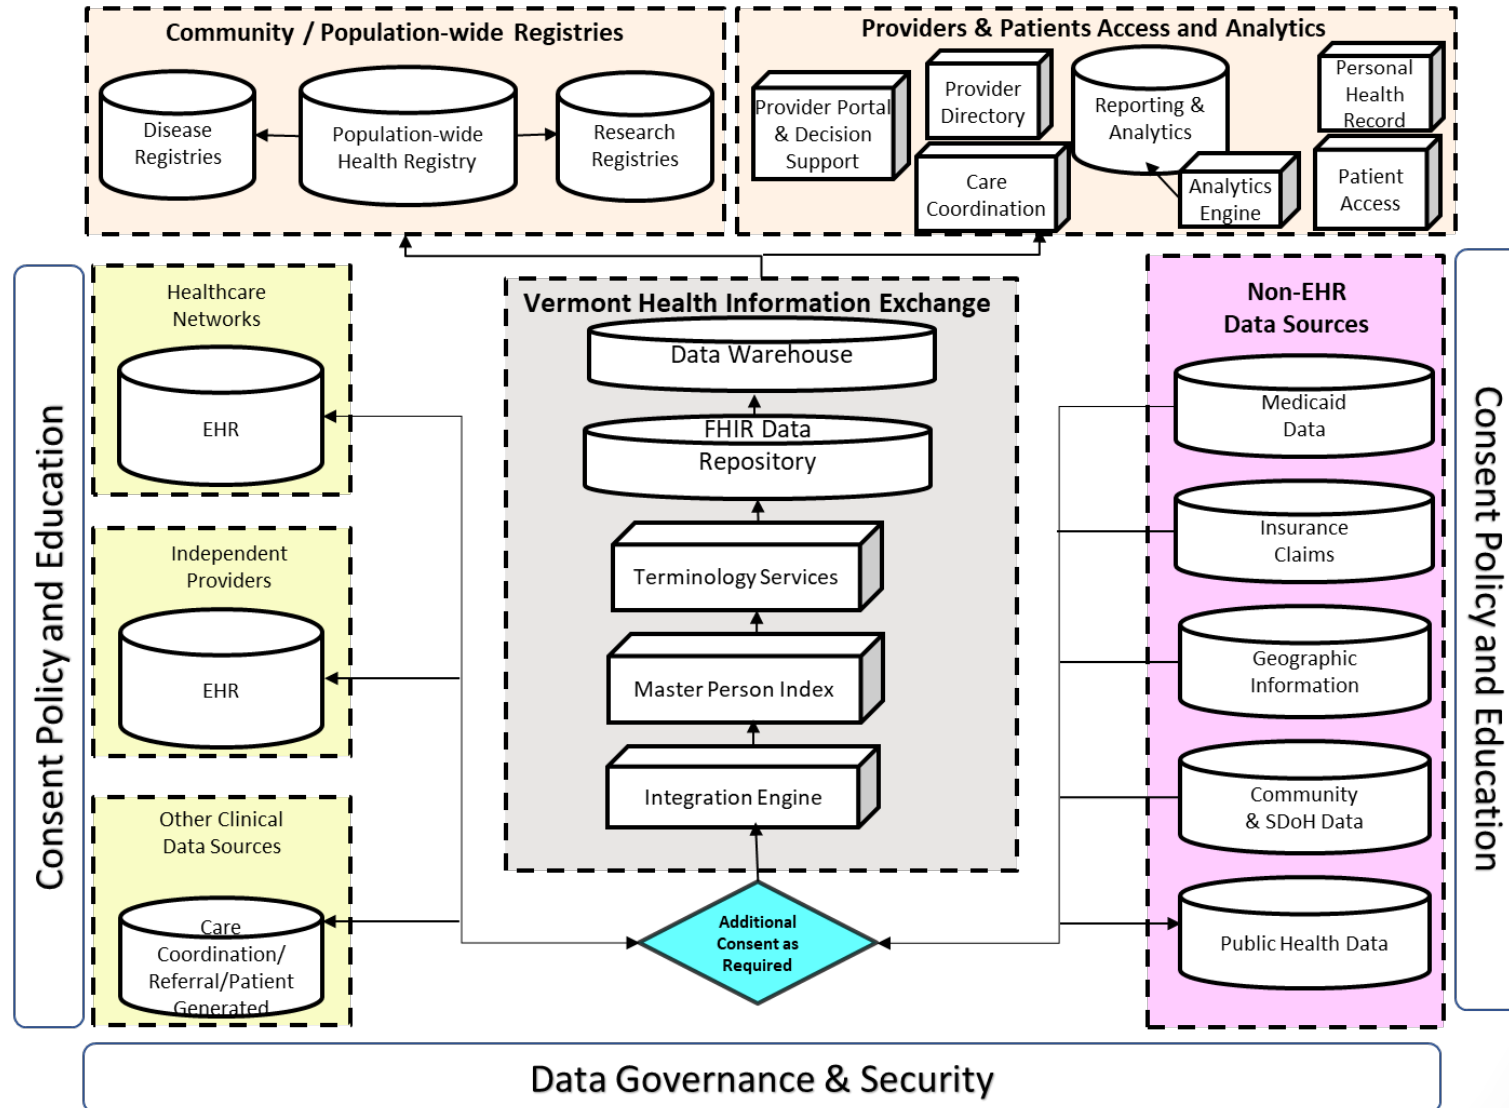 Community / Population-wide Registries
Disease
Registries
Population-wide
Health Registry
Research
Registries
Providers & Patients Access and Analytics
Provider Portal
& Decision
Support
Provider
Directory
Care
Coordination
Reporting &
Analytics
Analytics
Engine
Personal
Health
Record
Patient
Access
Consent Policy and Education
Healthcare
Networks
EHR
Independent
Providers
EHR
Other Clinical
Data Sources
Care
Coordination/
Referral/Patient
Generated
Vermont Health Information Exchange
Data Warehouse
FHIR Data
Repository
Terminology Services
Master Person Index
Integration Engine
Additional
Consent as
Required
Non-EHR
Data Sources
Medicaid
Data
Insurance
Claims
Geographic
Information
Community
& SDoH Data
Public Health Data
Consent Policy and Education
Data Governance & Security